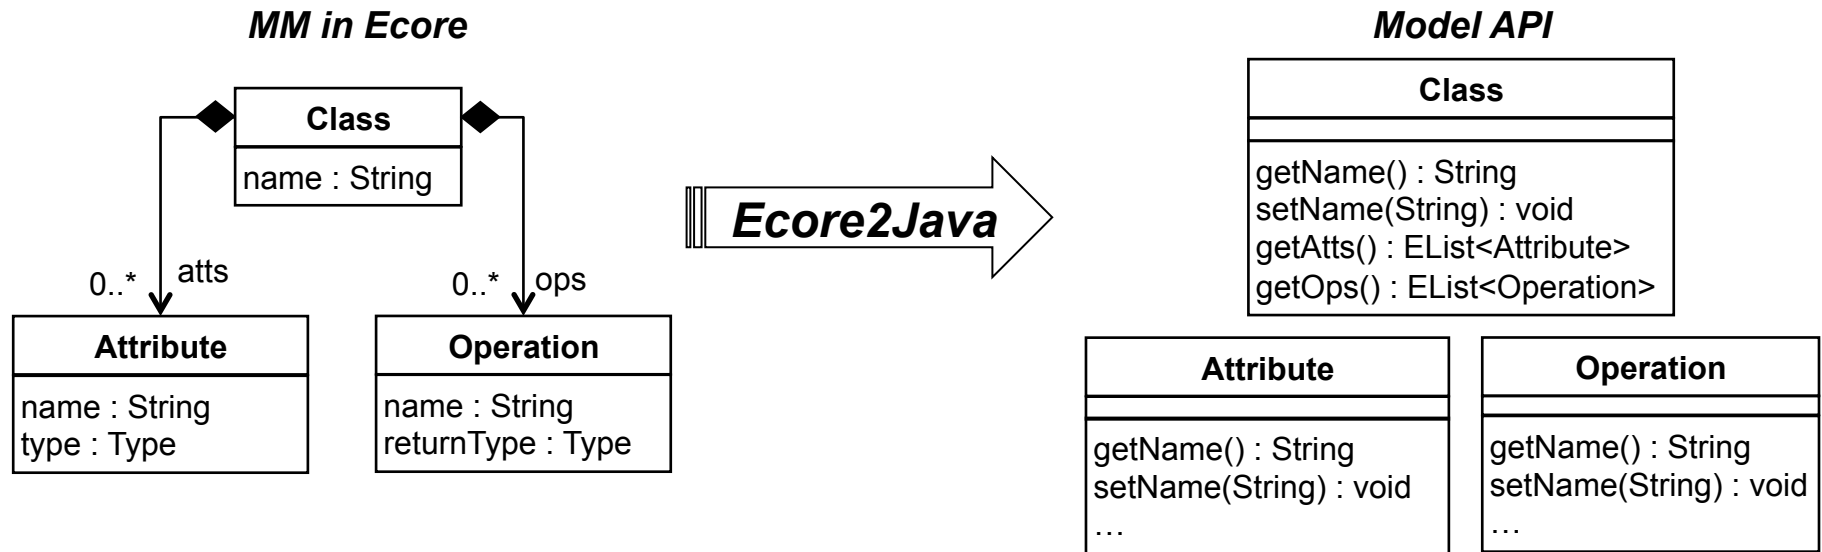 MM in Ecore
Class
name : String
0..* atts
0..* ops
Attribute
name : String
type : Type
Operation
name : String
returnType : Type
Ecore2Java
Model API
Class
getName() : String
setName(String) : void
getAtts() : EList<Attribute>
getOps() : EList<Operation>
Attribute
getName() : String
setName(String) : void
…
Operation
getName() : String
setName(String) : void
…